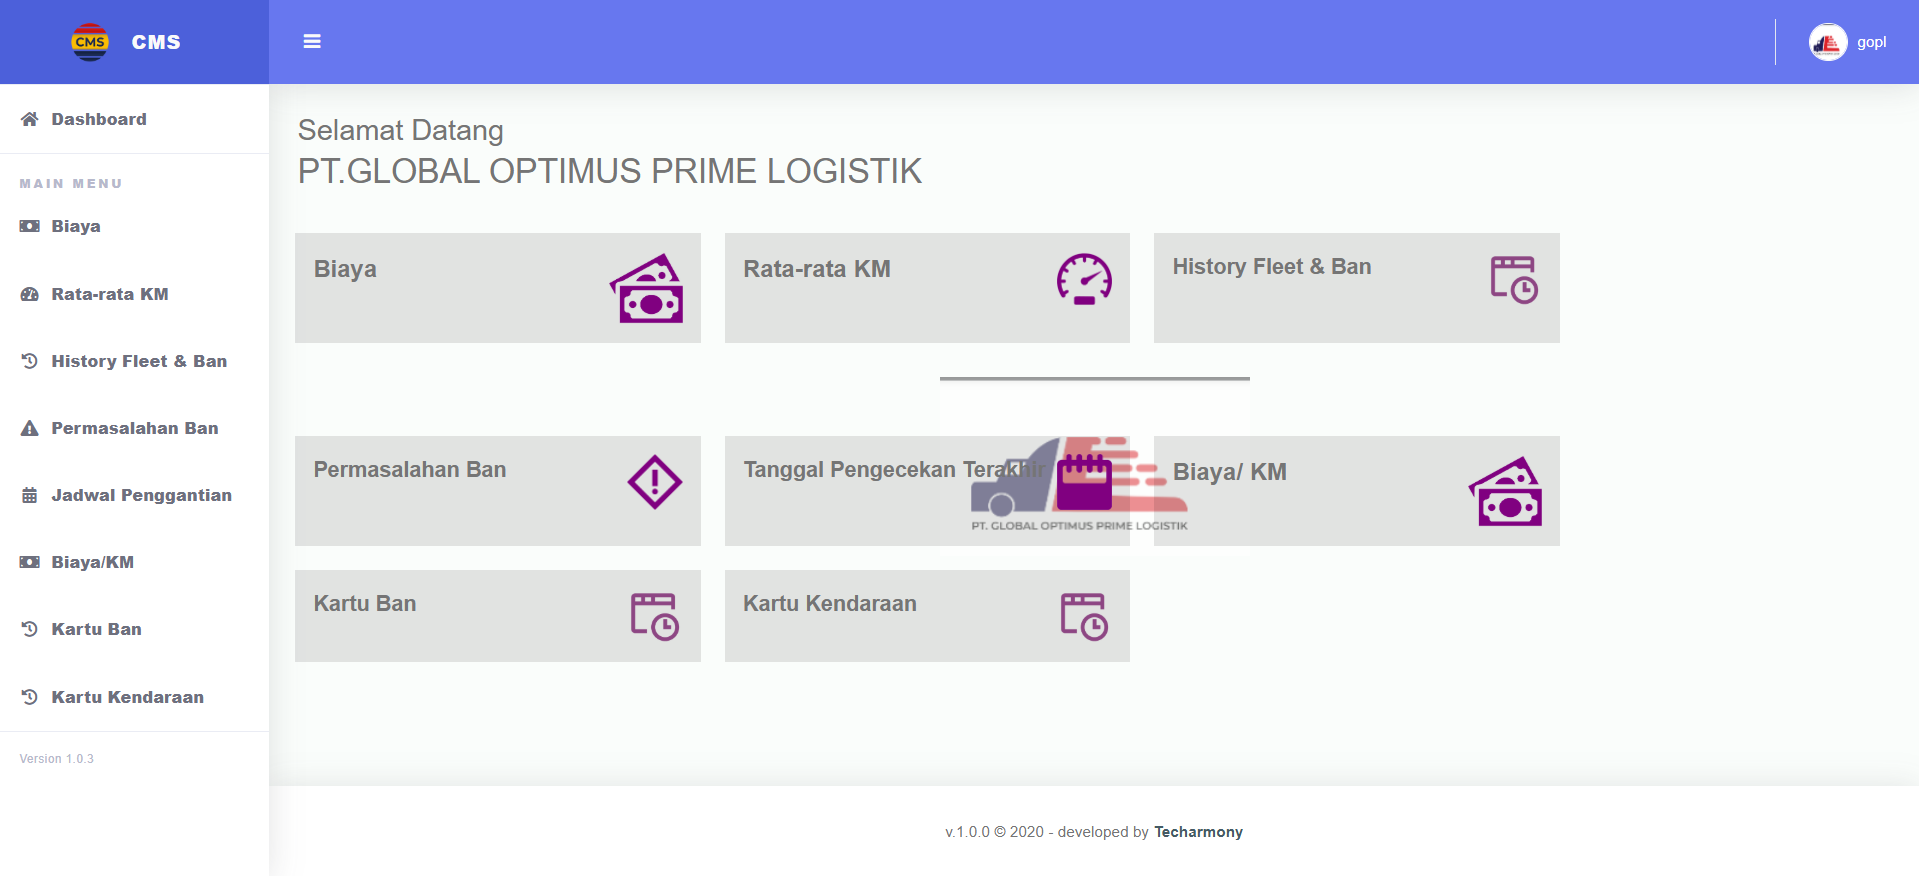 CMS
CMS
gopl
Dashboard
MAIN MENU
Biaya
Rata-rata KM
History Fleet & Ban
Permasalahan Ban
Jadwal Penggantian
Biaya/KM
Kartu Ban
Kartu Kendaraan
Version 1.0.3
Selamat Datang
PT.GLOBAL OPTIMUS PRIME LOGISTIK
Biaya
Rata-rata KM
History Fleet & Ban
Permasalahan Ban
Tanggal Pengecekan Terakhir
Biaya/ KM
PT. GLOBAL OPTIMUS PRIME LOGISTIK
Kartu Ban
Kartu Kendaraan
v.1.0.0 © 2020 - developed by Techarmony